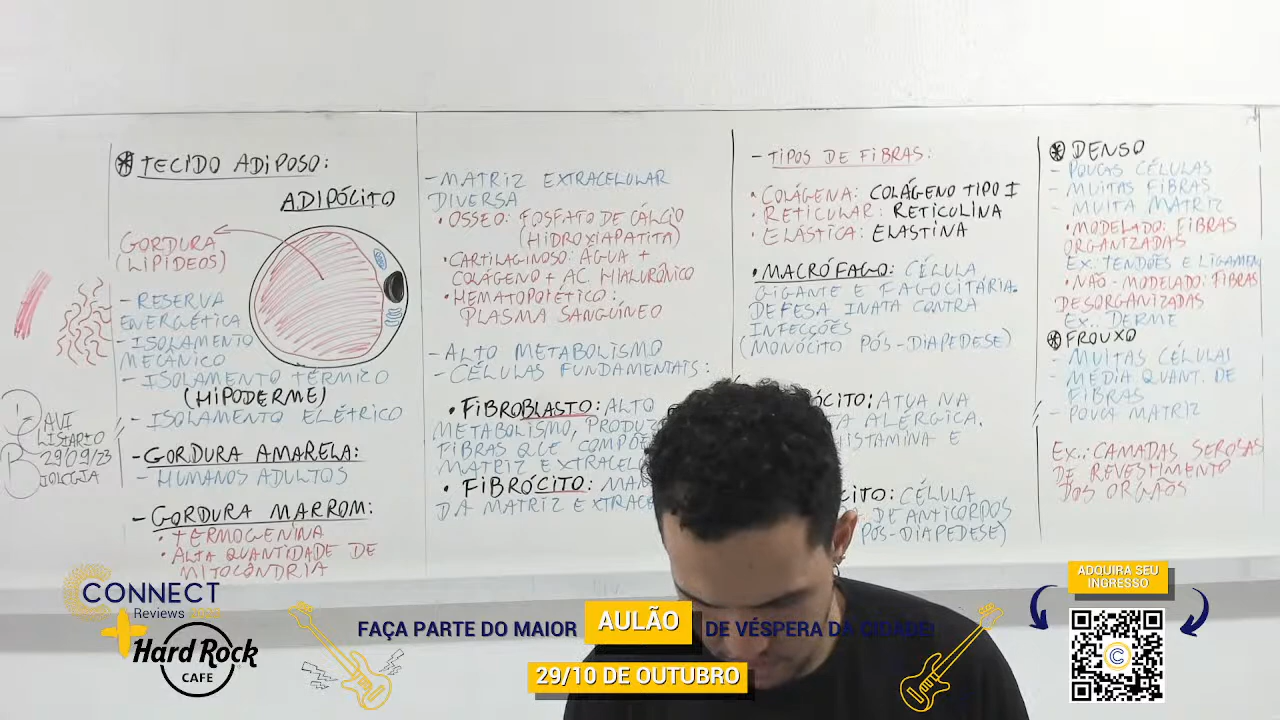 * TECIDO ADIPOSO:
ADIPÓCITO
GORDURA
(LIPÍDEOS)
- RESERVA
ENERGÉTICA
- ISOLAMENTO
MECÂNICO
- ISOLAMENTO TÉRMICO
(HIPODERME)
- ISOLAMENTO ELÉTRICO
- GORDURA AMARELA:
- HUMANOS ADULTOS
- GORDURA MARROM:
• TERMOGENINA
• ALTA QUANTIDADE DE
MITOCÔNDRIA
DAVI
LISTARTO
29/09/23
BIOLOGIA
- MATRIZ EXTRACELULAR
DIVERSA
• OSSEO: FOSFATO DE CÁLCIO
(HIDROXIAPATITA)
• CARTILAGINOSO: ÁGUA +
COLÁGENO + AC. HIALURÔNICO
• HEMATOPOIÉTICO:
PLASMA SANGUÍNEO
- ALTO METABOLISMO
- CÉLULAS FUNDAMENTAIS:
• FIBROBLASTO: ALTO
METABOLISMO, PRODUZ
FIBRAS QUE COMPÕE
MATRIZ EXTRACEL
• FIBRÓCITO: MAN
DA MATRIZ EXTRACE
- TIPOS DE FIBRAS:
• COLÁGENA: COLÁGENO TIPO I
• RETICULAR: RETICULINA
• ELÁSTICA: ELASTINA
• MACRÓFAGO: CÉLULA
GIGANTE E FAGOCITÁRIA.
DEFESA INATA CONTRA
INFECÇÕES
(MONÓCITO PÓS-DIAPEDESE)
ÓCITO: ATUA NA
A ALÉRGICA.
HISTAMINA E
CITO: CÉLULA
DE ANTICORPOS
PÓS-DIAPEDESE)
* DENSO
- POUCAS CÉLULAS
- MUITAS FIBRAS
- MUITA MATRIZ
• MODELADO: FIBRAS
ORGANIZADAS
Ex.: TENDÕES E LIGAMEN
• NÃO-MODELADO: FIBRAS
DESORGANIZADAS
Ex.: DERME
* FROUXO
- MUITAS CÉLULAS
- MÉDIA QUANT. DE
FIBRAS
- POUCA MATRIZ
Ex.: CAMADAS SEROSAS
DE REVESTIMENTO
DOS ORGÃOS
CONNECT
Reviews
+
Hard Rock
CAFE
FAÇA PARTE DO MAIOR AULÃO DE VÉSPERA DA CIDADE!
29/10 DE OUTUBRO
ADQUIRA SEU
INGRESSO